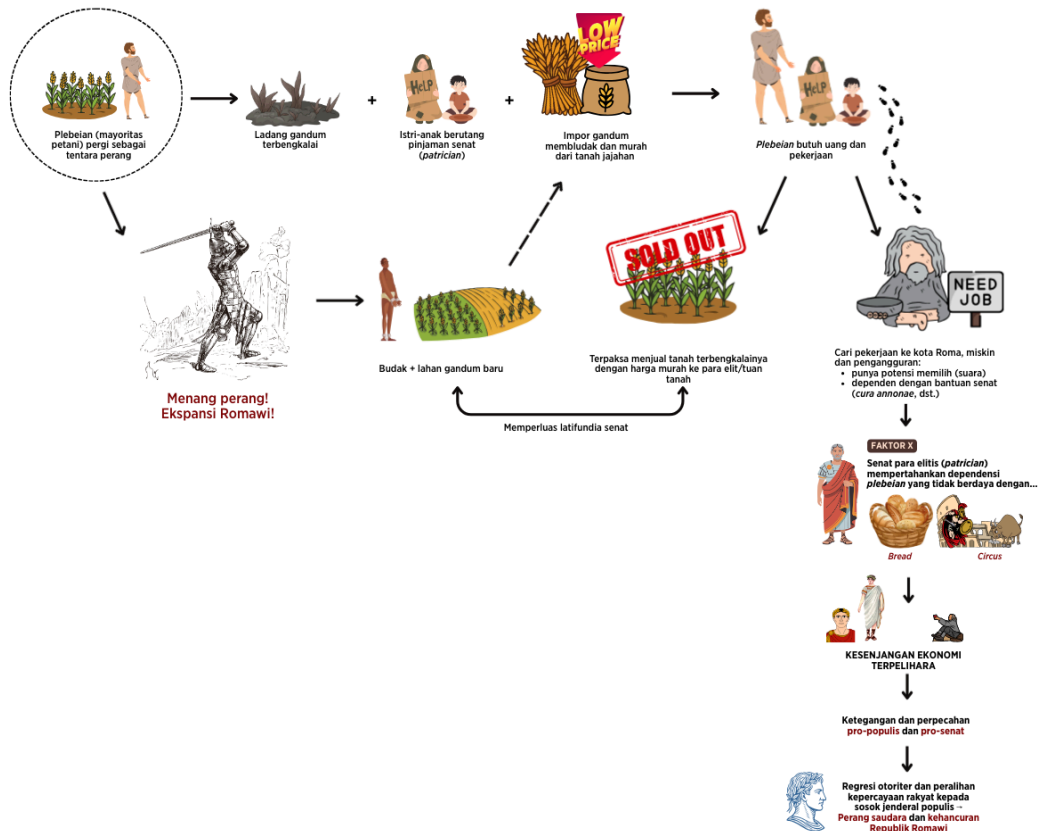 HeLP
LOW
PRICE
HeLP
Plebeian (mayoritas
petani) pergi sebagai
tentara perang
Ladang gandum
terbengkalai
Istri-anak berutang
pinjaman senat
(patrician)
Impor gandum
membludak dan murah
dari tanah jajahan
Plebeian butuh uang dan
pekerjaan
SOLD OUT
NEED
JOB
Menang perang!
Ekspansi Romawi!
Budak + lahan gandum baru
Terpaksa menjual tanah terbengkalainya
dengan harga murah ke para elit/tuan
tanah
Memperluas latifundia senat
Cari pekerjaan ke kota Roma, miskin
dan pengangguran:
• punya potensi memilih (suara)
• dependen dengan bantuan senat
(cura annonae, dst.)
FAKTOR X
Senat para elitis (patrician)
mempertahankan dependensi
plebeian yang tidak berdaya dengan...
Bread
Circus
KESENJANGAN EKONOMI
TERPELIHARA
Ketegangan dan perpecahan
pro-populis dan pro-senat
Regresi otoriter dan peralihan
kepercayaan rakyat kepada
sosok jenderal populis →
Perang saudara dan kehancuran
Republik Romawi